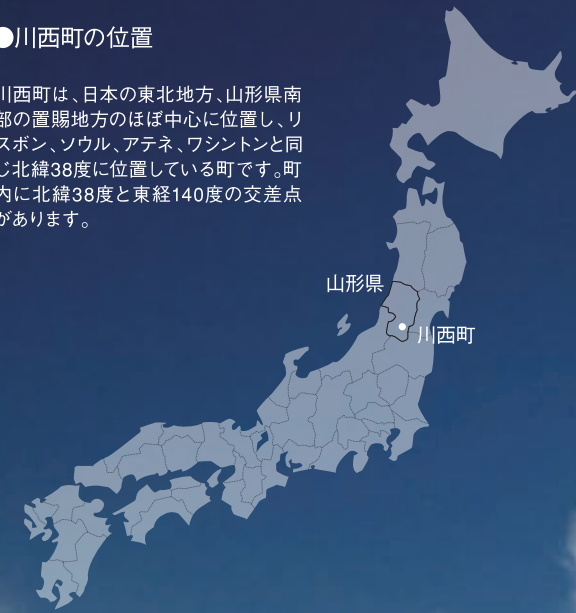 ●川西町の位置
川西町は、日本の東北地方、山形県南
部の置賜地方のほぼ中心に位置し、リ
スボン、ソウル、アテネ、ワシントンと同
じ北緯38度に位置している町です。町
内に北緯38度と東経140度の交差点
があります。
山形県
川西町